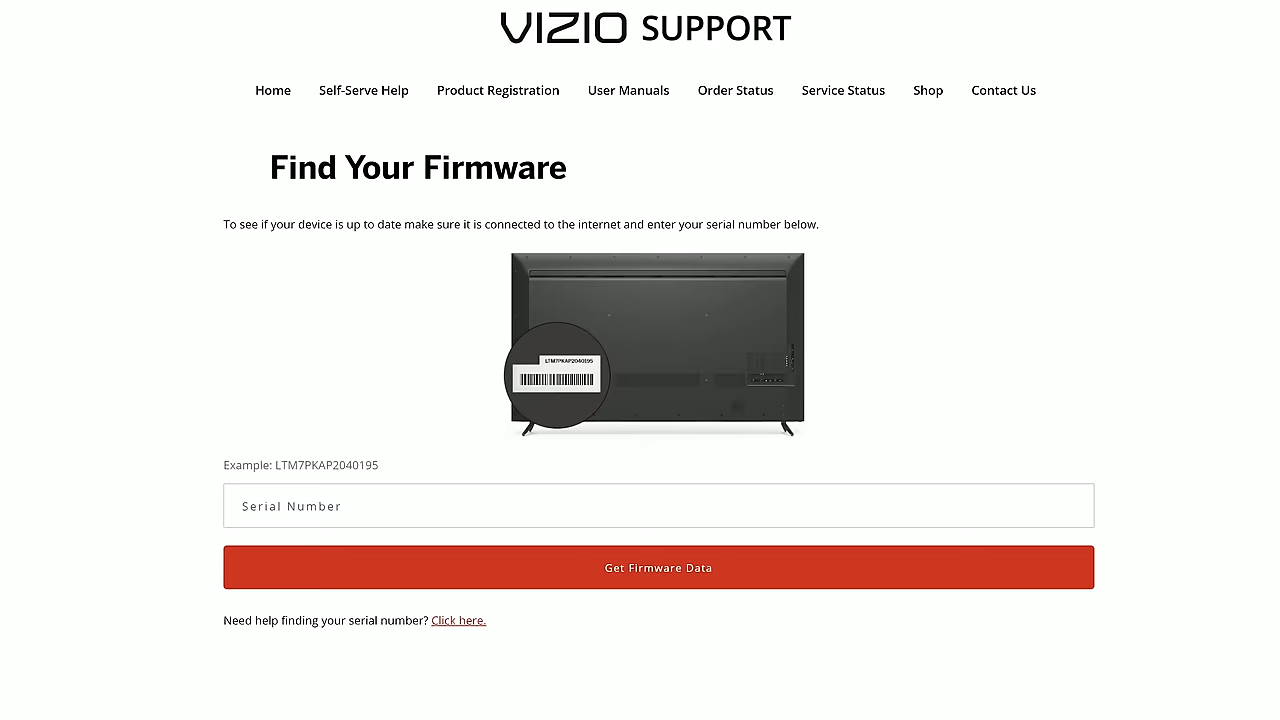 VIZIO SUPPORT
Home Self-Serve Help Product Registration User Manuals Order Status Service Status Shop Contact Us
Find Your Firmware
To see if your device is up to date make sure it is connected to the internet and enter your serial number below.
LTM7PKAP2040195
Example: LTM7PKAP2040195
Serial Number
Get Firmware Data
Need help finding your serial number? Click here.